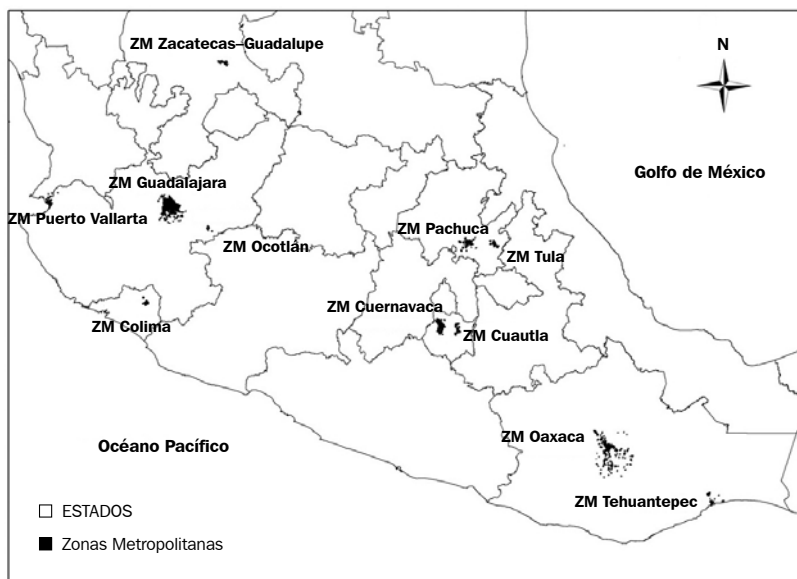 ZM Zacatecas–Guadalupe
N
Golfo de México
ZM Guadalajara
ZM Puerto Vallarta
ZM Ocotlán
ZM Pachuca
ZM Tula
ZM Colima
ZM Cuernavaca
ZM Cuautla
Océano Pacífico
ZM Oaxaca
ZM Tehuantepec
ESTADOS
Zonas Metropolitanas